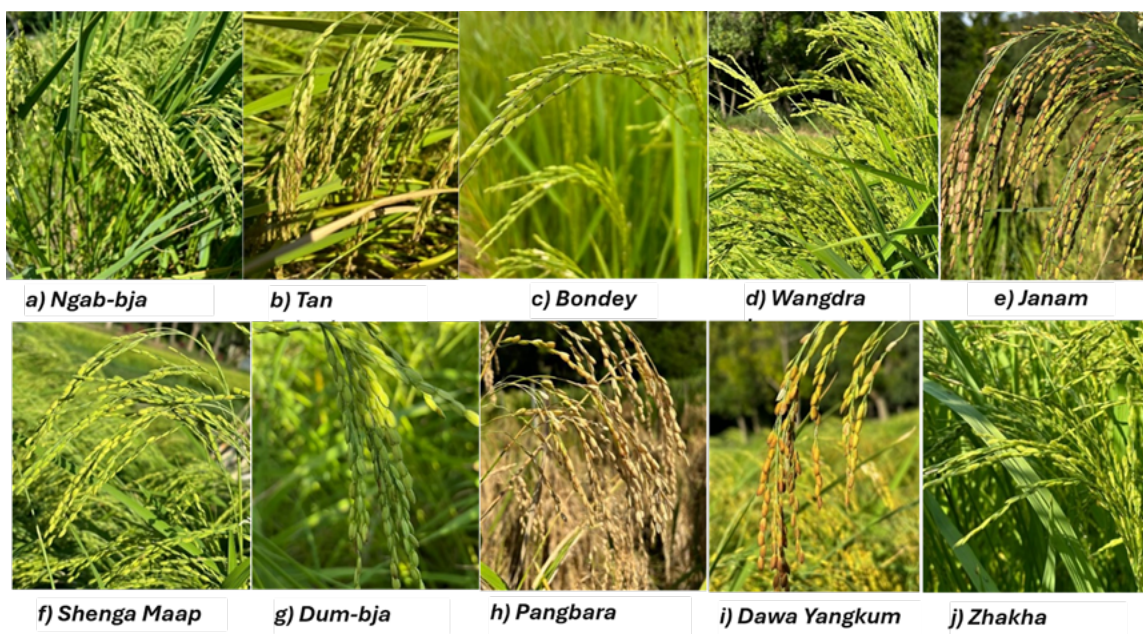 a) Ngab-bja
b) Tan
c) Bondey
d) Wangdra
e) Janam
f) Shenga Maap
g) Dum-bja
h) Pangbara
i) Dawa Yangkum
j) Zhakha